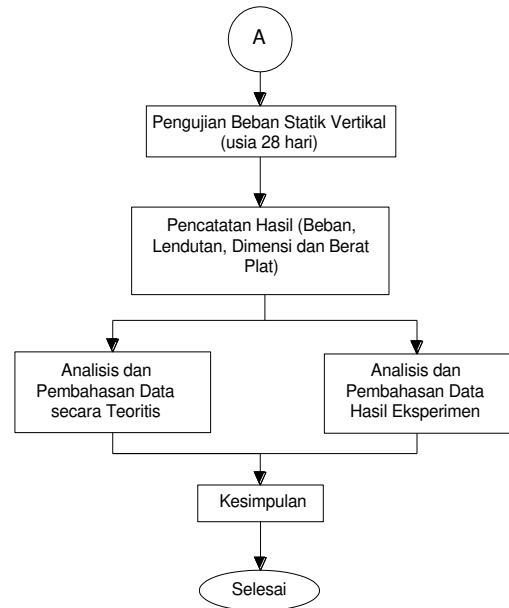 A
Pengujian Beban Statik Vertikal
(usia 28 hari)
Pencatatan Hasil (Beban,
Lendutan, Dimensi dan Berat
Plat)
Analisis dan
Pembahasan Data
secara Teoritis
Analisis dan
Pembahasan Data
Hasil Eksperimen
Kesimpulan
Selesai